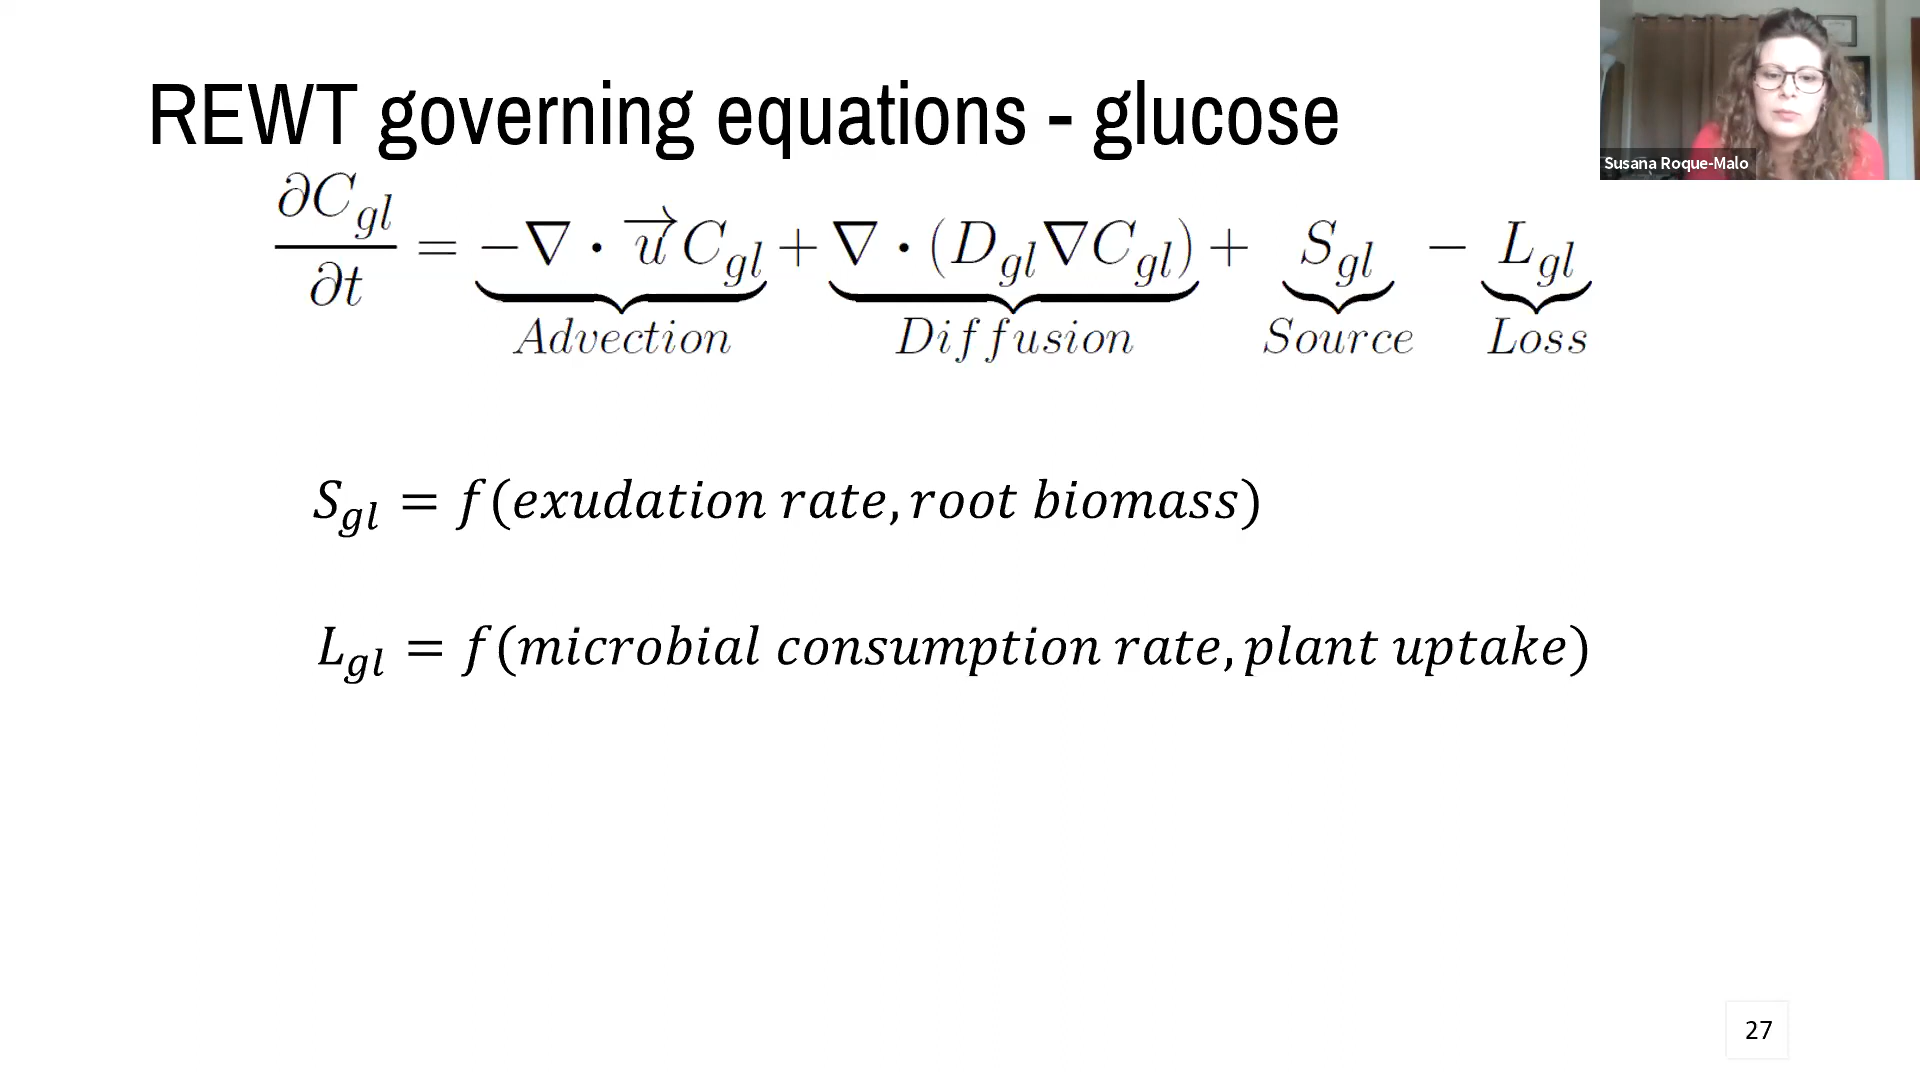 REWT governing equations - glucose
Susana Roque-Malo
∂C_gl/∂t = −∇ · u⃗ C_gl + ∇ · (D_gl∇C_gl) + S_gl − L_gl
Advection Diffusion Source Loss
S_gl = f(exudation rate, root biomass)
L_gl = f(microbial consumption rate, plant uptake)
27